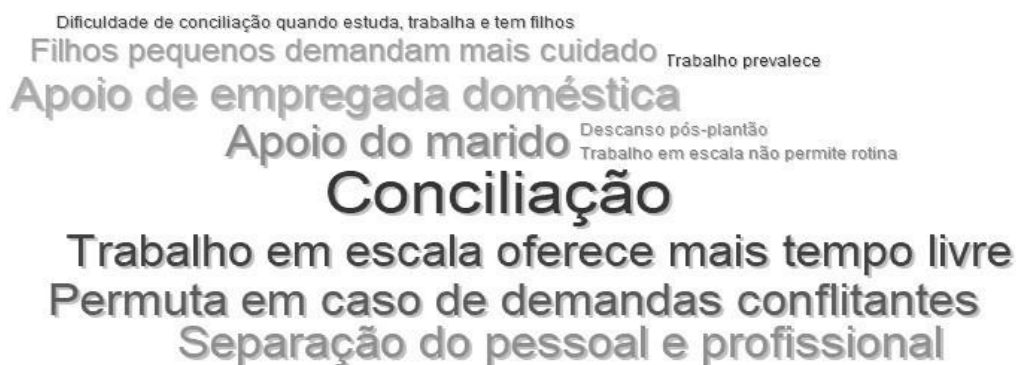 Dificuldade de conciliação quando estuda, trabalha e tem filhos
Filhos pequenos demandam mais cuidado
Trabalho prevalece
Apoio de empregada doméstica
Apoio do marido
Descanso pós-plantão
Trabalho em escala não permite rotina
Conciliação
Trabalho em escala oferece mais tempo livre
Permuta em caso de demandas conflitantes
Separação do pessoal e profissional